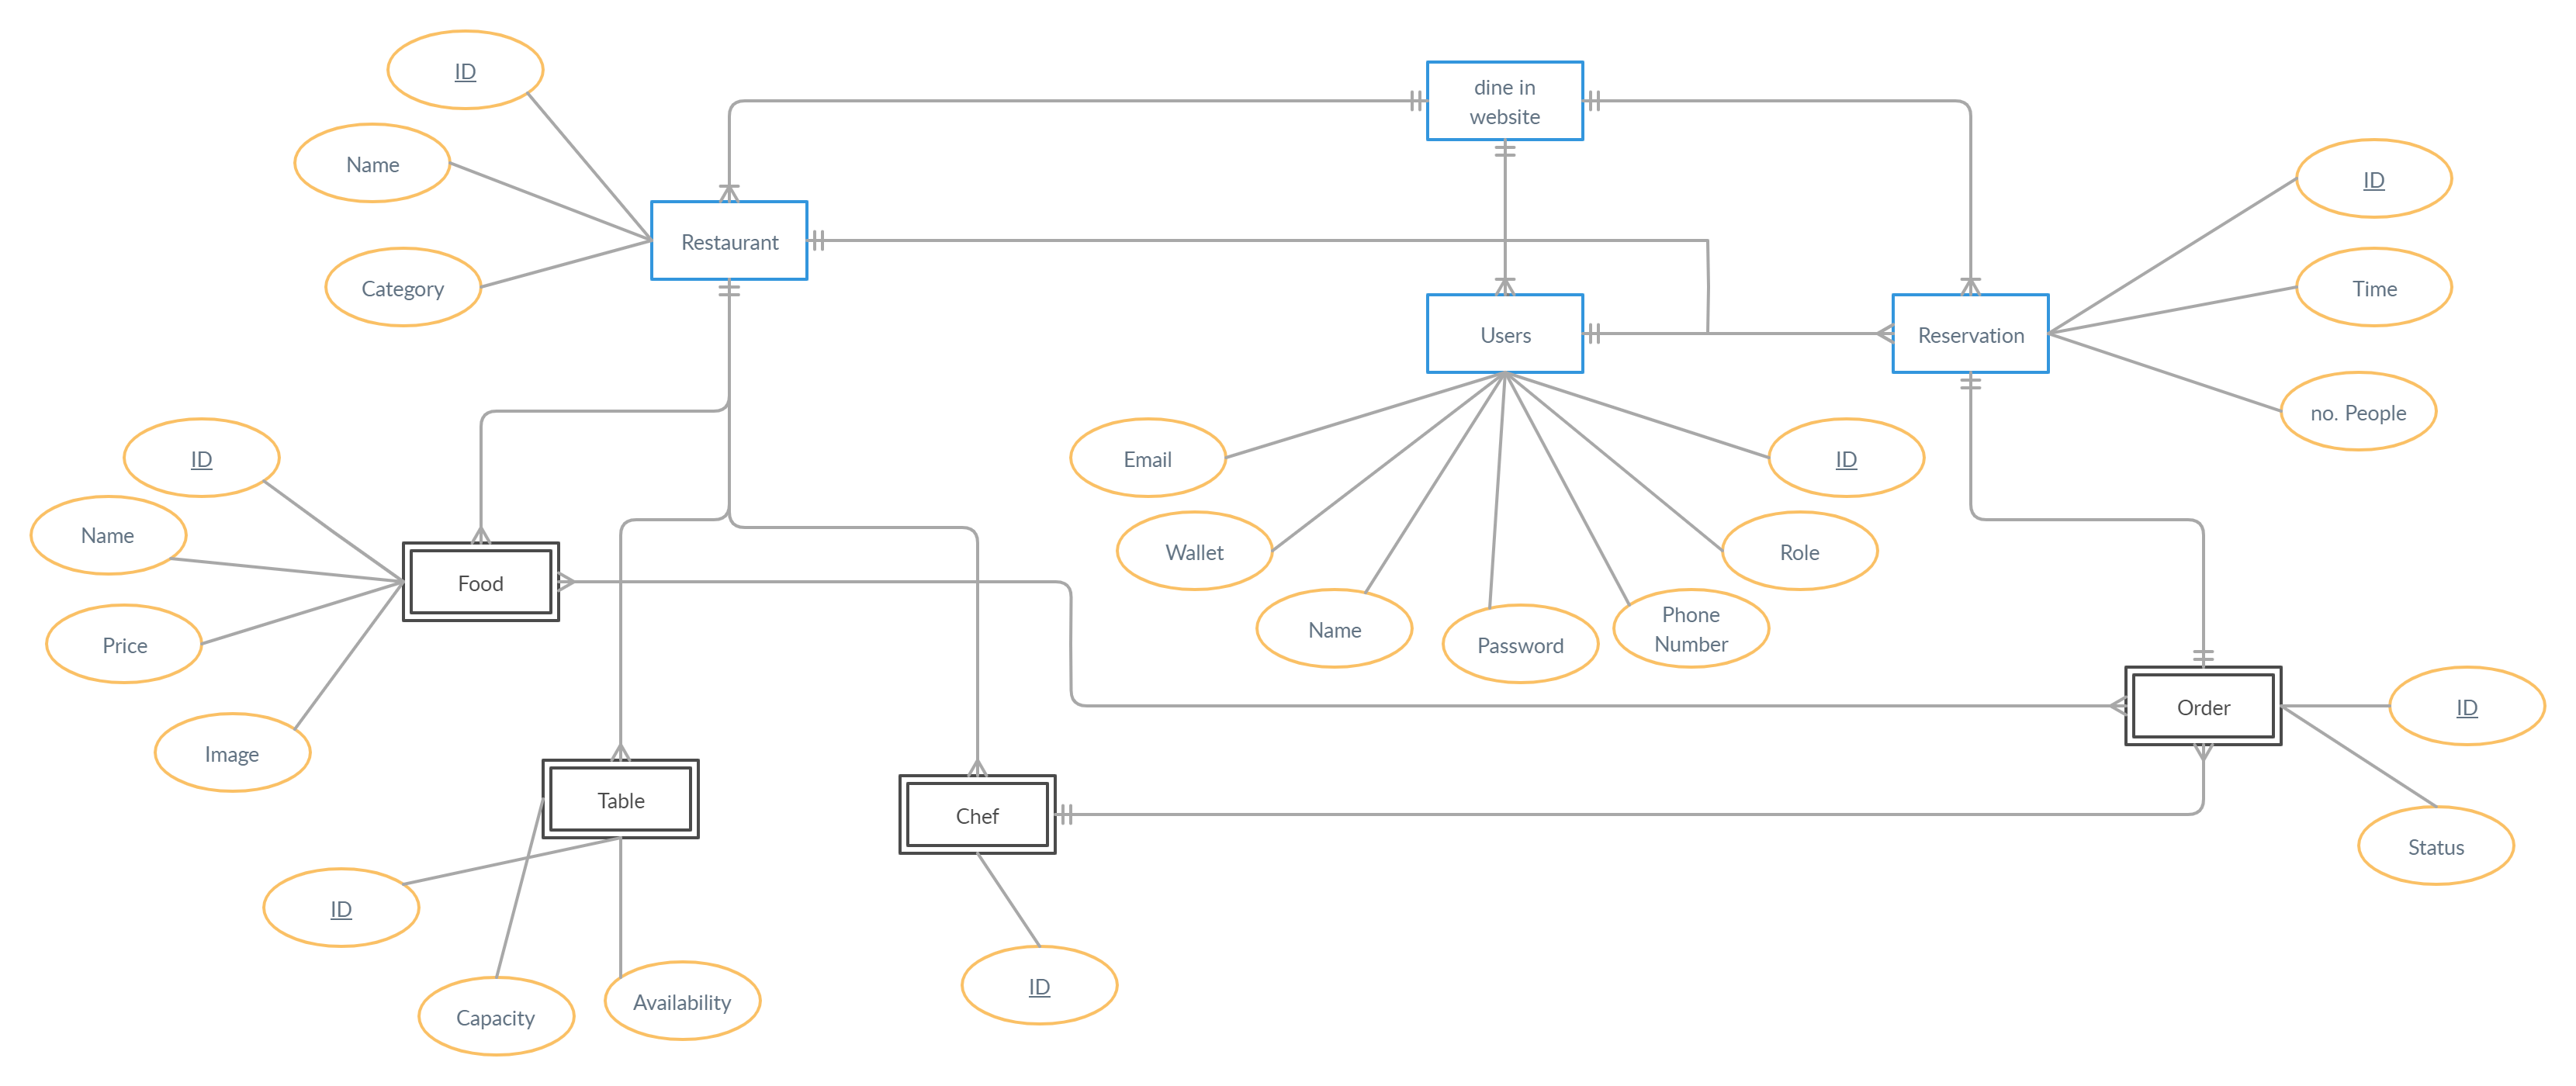 ID
dine in
website
Name
ID
Restaurant
Category
Time
Users
Reservation
no. People
ID
Email
ID
Name
Wallet
Role
Food
Phone
Number
Name
Price
Password
Order
ID
Image
Table
Chef
Status
ID
ID
Availability
Capacity